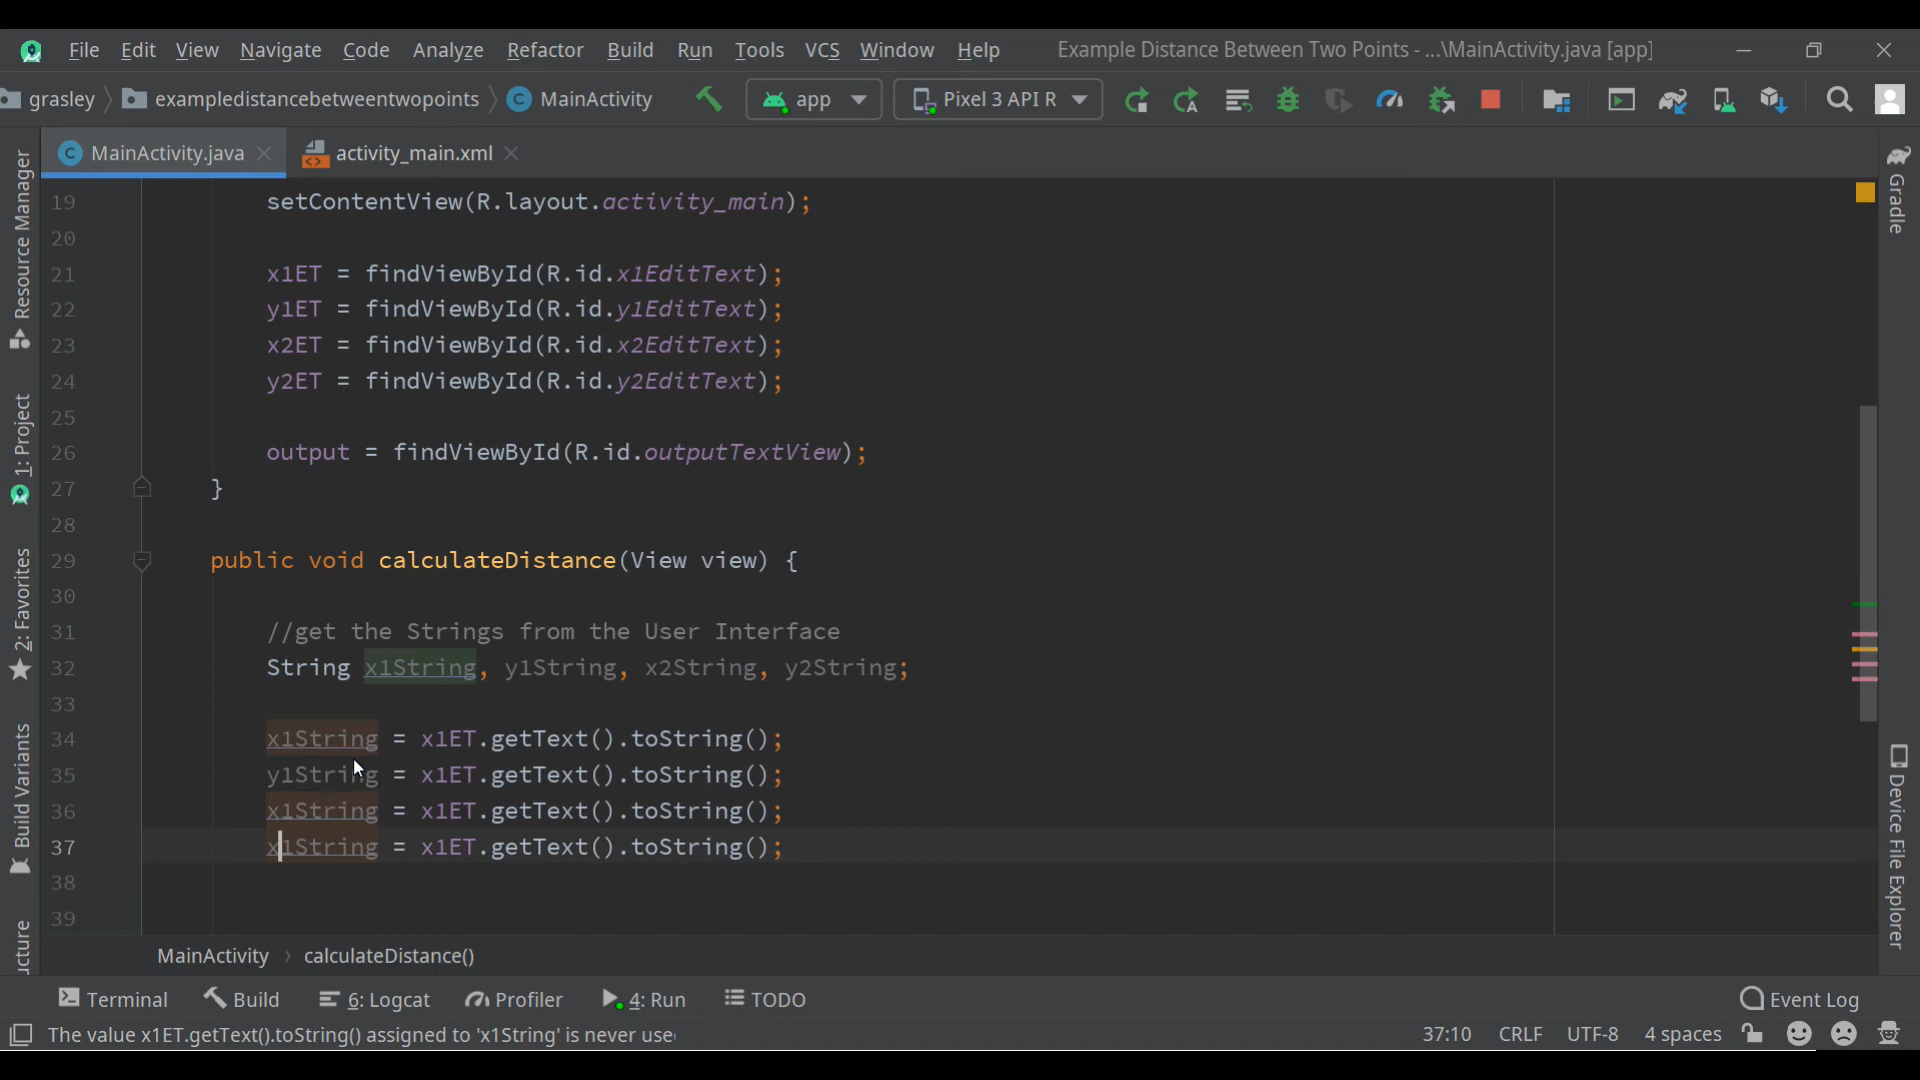 File Edit View Navigate Code Analyze Refactor Build Run Tools VCS Window Help Example Distance Between Two Points - ...\MainActivity.java [app]
grasley exampledistancebetweentwopoints MainActivity app Pixel 3 API R
MainActivity.java activity_main.xml
Resource Manager
1: Project
2: Favorites
Build Variants
ucture
19 setContentView(R.layout.activity_main);
20
21 x1ET = findViewById(R.id.x1EditText);
22 y1ET = findViewById(R.id.y1EditText);
23 x2ET = findViewById(R.id.x2EditText);
24 y2ET = findViewById(R.id.y2EditText);
25
26 output = findViewById(R.id.outputTextView);
27 }
28
29 public void calculateDistance(View view) {
30
31 //get the Strings from the User Interface
32 String x1String, y1String, x2String, y2String;
33
34 x1String = x1ET.getText().toString();
35 y1String = x1ET.getText().toString();
36 x1String = x1ET.getText().toString();
37 x1String = x1ET.getText().toString();
38
39
Gradle
Device File Explorer
MainActivity › calculateDistance()
Terminal Build 6: Logcat Profiler 4: Run TODO Event Log
The value x1ET.getText().toString() assigned to 'x1String' is never use 37:10 CRLF UTF-8 4 spaces